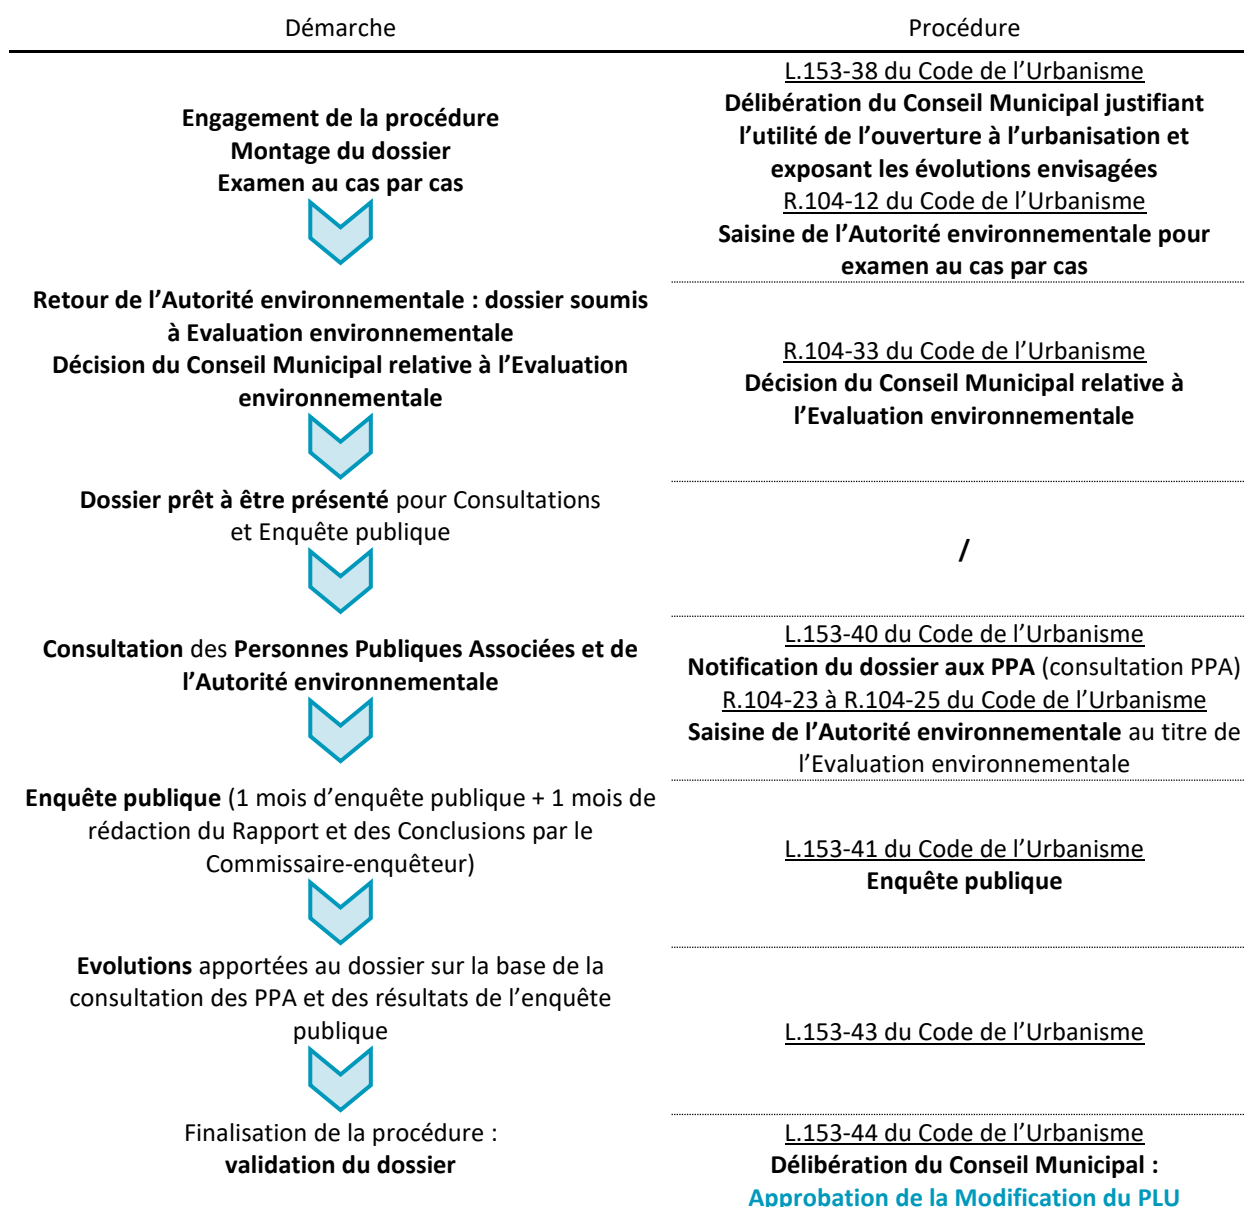 Démarche
Procédure
Engagement de la procédure
Montage du dossier
Examen au cas par cas
L.153-38 du Code de l’Urbanisme
Délibération du Conseil Municipal justifiant
l’utilité de l’ouverture à l’urbanisation et
exposant les évolutions envisagées
R.104-12 du Code de l’Urbanisme
Saisine de l’Autorité environnementale pour
examen au cas par cas
Retour de l’Autorité environnementale : dossier soumis
à Evaluation environnementale
Décision du Conseil Municipal relative à l’Evaluation
environnementale
R.104-33 du Code de l’Urbanisme
Décision du Conseil Municipal relative à
l’Evaluation environnementale
Dossier prêt à être présenté pour Consultations
et Enquête publique
/
Consultation des Personnes Publiques Associées et de
l’Autorité environnementale
L.153-40 du Code de l’Urbanisme
Notification du dossier aux PPA (consultation PPA)
R.104-23 à R.104-25 du Code de l’Urbanisme
Saisine de l’Autorité environnementale au titre de
l’Evaluation environnementale
Enquête publique (1 mois d’enquête publique + 1 mois de
rédaction du Rapport et des Conclusions par le
Commissaire-enquêteur)
L.153-41 du Code de l’Urbanisme
Enquête publique
Evolutions apportées au dossier sur la base de la
consultation des PPA et des résultats de l’enquête
publique
L.153-43 du Code de l’Urbanisme
Finalisation de la procédure :
validation du dossier
L.153-44 du Code de l’Urbanisme
Délibération du Conseil Municipal :
Approbation de la Modification du PLU